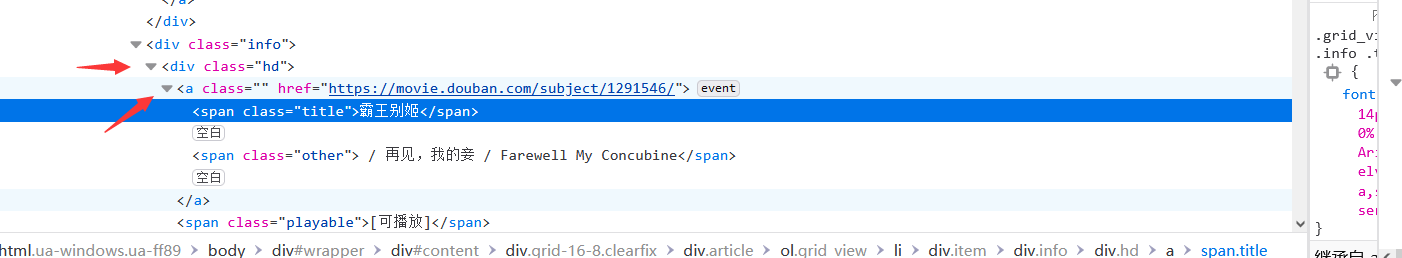 </a>
</div>
<div class="info">
<div class="hd">
<a class="" href="https://movie.douban.com/subject/1291546/"> event
<span class="title">霸王别姬</span>
空白
<span class="other"> / 再见，我的妾 / Farewell My Concubine</span>
空白
</a>
<span class="playable">[可播放]</span>
html.ua-windows.ua-ff89 > body > div#wrapper > div#content > div.grid-16-8.clearfix > div.article > ol.grid_view > li > div.item > div.info > div.hd > a > span.title
.grid_vi
.info .t
{
font
14p
0%
Ari
elv
a,s
ser
}